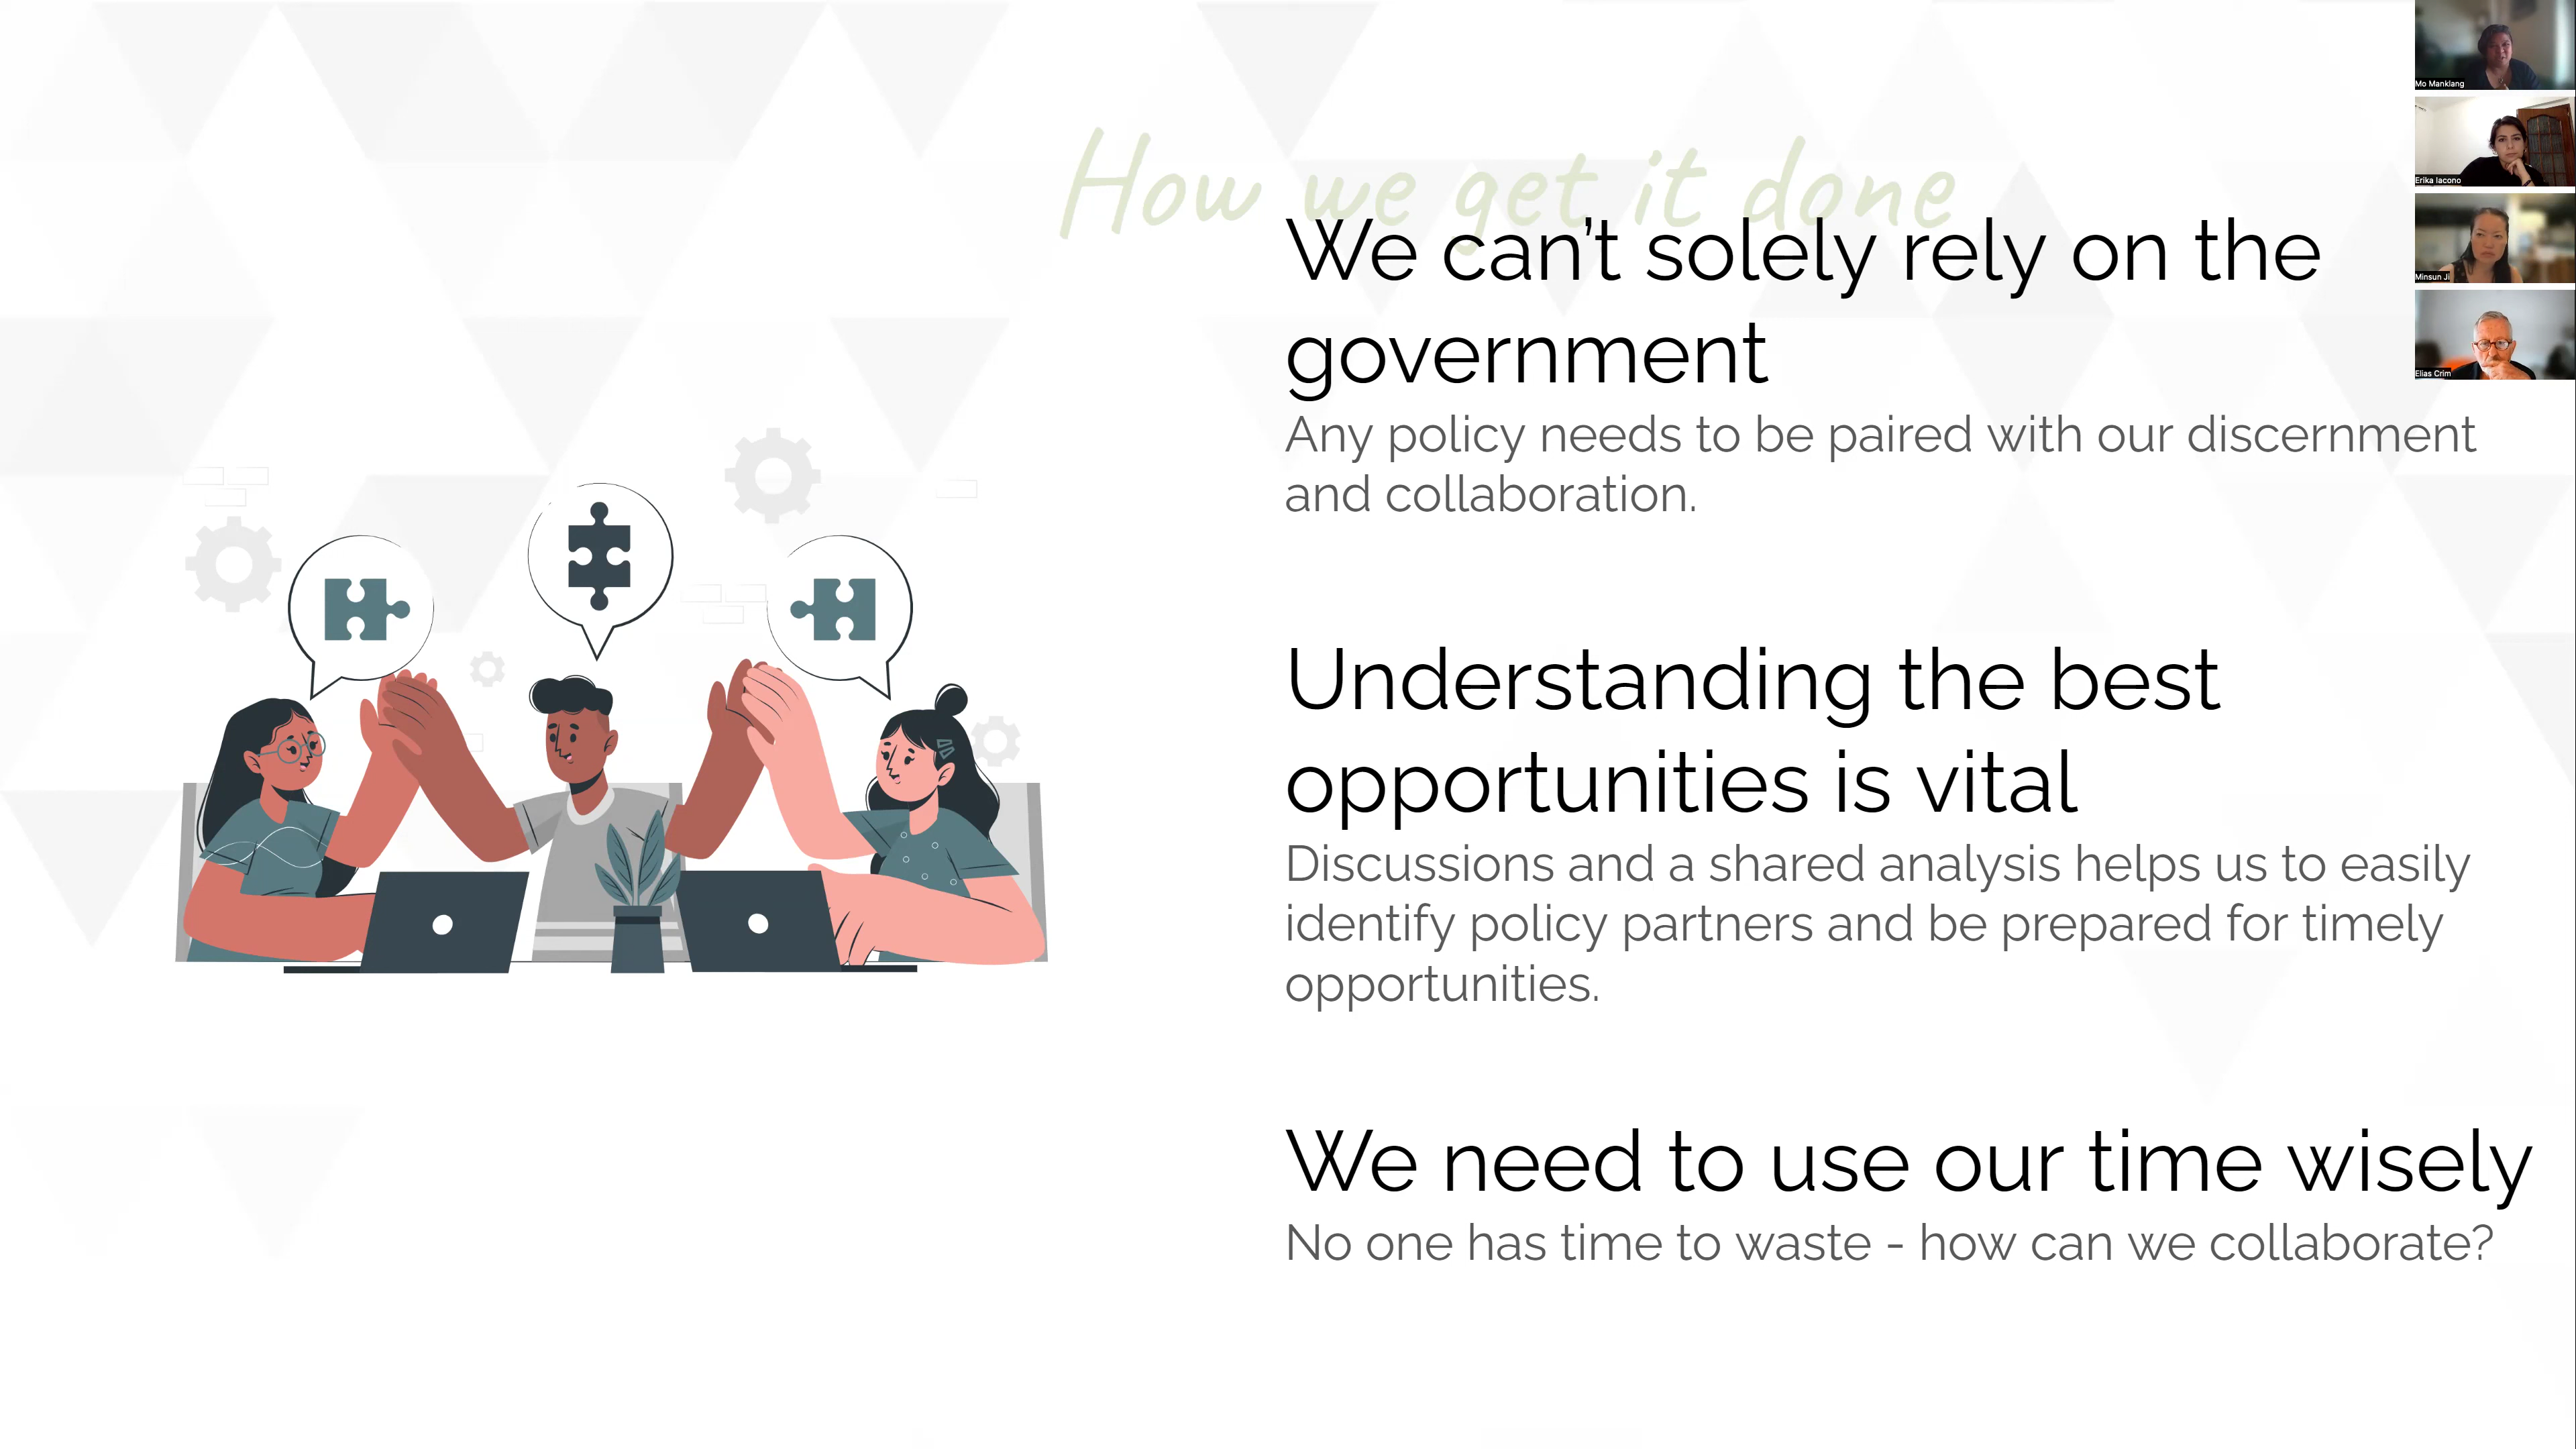 How we get it done
We can't solely rely on the
government
Any policy needs to be paired with our discernment
and collaboration.
Understanding the best
opportunities is vital
Discussions and a shared analysis helps us to easily
identify policy partners and be prepared for timely
opportunities.
We need to use our time wisely
No one has time to waste - how can we collaborate?
Mo Manklang
Erika Iacono
Minsun Ji
Elias Crim